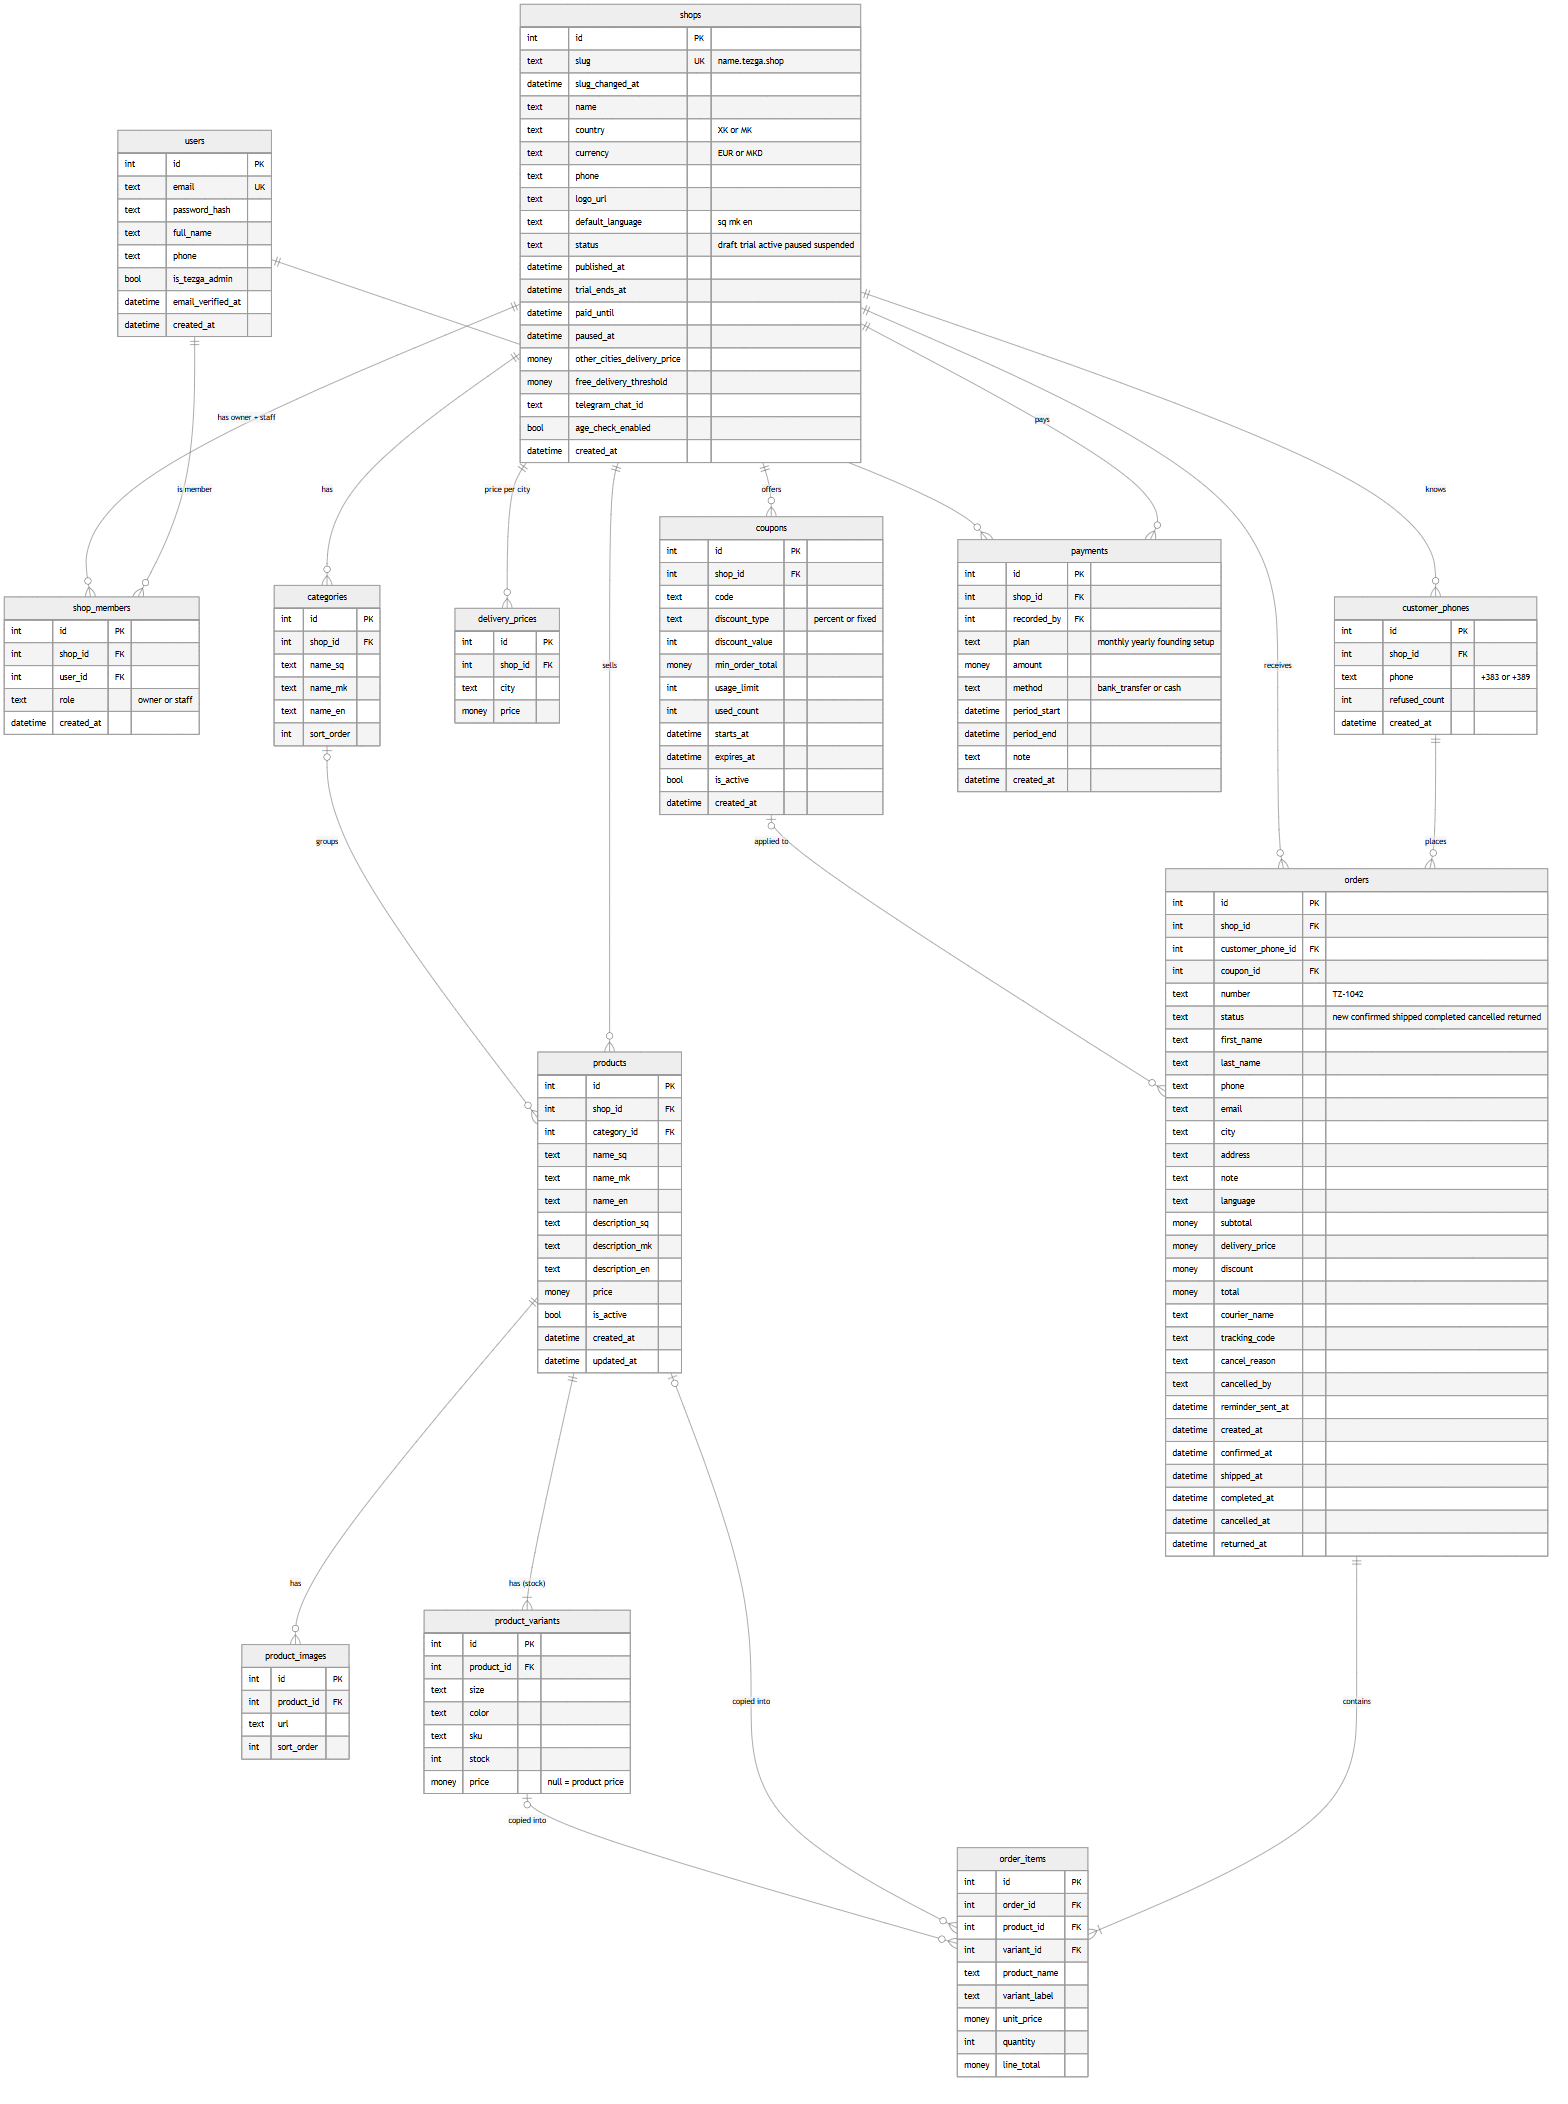 shops
int id PK
text slug UK name.tezga.shop
datetime slug_changed_at
text name
text country XK or MK
text currency EUR or MKD
text phone
text logo_url
text default_language sq mk en
text status draft trial active paused suspended
datetime published_at
datetime trial_ends_at
datetime paid_until
datetime paused_at
money other_cities_delivery_price
money free_delivery_threshold
text telegram_chat_id
bool age_check_enabled
datetime created_at
users
int id PK
text email UK
text password_hash
text full_name
text phone
bool is_tezga_admin
datetime email_verified_at
datetime created_at
has owner + staff
is member
has
price per city
sells
offers
pays
receives
knows
shop_members
int id PK
int shop_id FK
int user_id FK
text role owner or staff
datetime created_at
categories
int id PK
int shop_id FK
text name_sq
text name_mk
text name_en
int sort_order
delivery_prices
int id PK
int shop_id FK
text city
money price
coupons
int id PK
int shop_id FK
text code
text discount_type percent or fixed
int discount_value
money min_order_total
int usage_limit
int used_count
datetime starts_at
datetime expires_at
bool is_active
datetime created_at
payments
int id PK
int shop_id FK
int recorded_by FK
text plan monthly yearly founding setup
money amount
text method bank_transfer or cash
datetime period_start
datetime period_end
text note
datetime created_at
customer_phones
int id PK
int shop_id FK
text phone +383 or +389
int refused_count
datetime created_at
groups
applied to
places
orders
int id PK
int shop_id FK
int customer_phone_id FK
int coupon_id FK
text number TZ-1042
text status new confirmed shipped completed cancelled returned
text first_name
text last_name
text phone
text email
text city
text address
text note
text language
money subtotal
money delivery_price
money discount
money total
text courier_name
text tracking_code
text cancel_reason
text cancelled_by
datetime reminder_sent_at
datetime created_at
datetime confirmed_at
datetime shipped_at
datetime completed_at
datetime cancelled_at
datetime returned_at
products
int id PK
int shop_id FK
int category_id FK
text name_sq
text name_mk
text name_en
text description_sq
text description_mk
text description_en
money price
bool is_active
datetime created_at
datetime updated_at
has
has (stock)
copied into
contains
product_images
int id PK
int product_id FK
text url
int sort_order
product_variants
int id PK
int product_id FK
text size
text color
text sku
int stock
money price null = product price
copied into
order_items
int id PK
int order_id FK
int product_id FK
int variant_id FK
text product_name
text variant_label
money unit_price
int quantity
money line_total